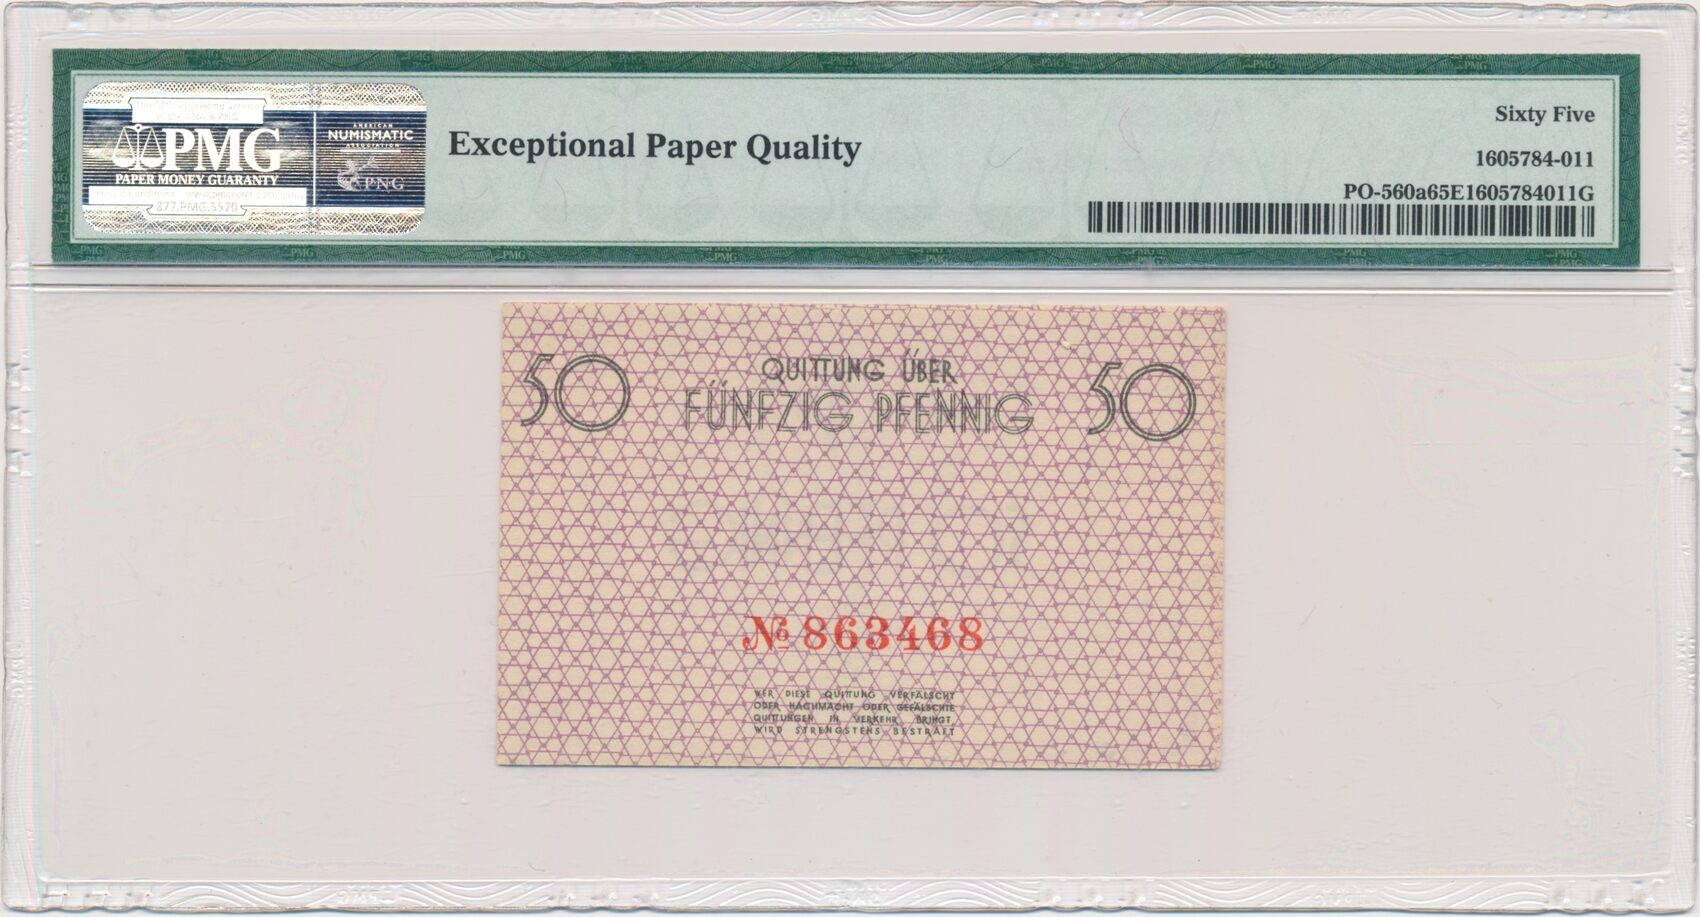 PMG
PAPER MONEY GUARANTY
877.PMG.5570
AMERICAN
NUMISMATIC
ASSOCIATION
PNG
Exceptional Paper Quality
Sixty Five
1605784-011
PO-560a65E1605784011G
50
QUITTUNG ÜBER
FÜNFZIG PFENNIG
50
№ 863468
WER DIESE QUITTUNG VERFÄLSCHT
ODER NACHMACHT ODER GEFÄLSCHTE
QUITTUNGEN IN VERKEHR BRINGT
WIRD STRENGSTENS BESTRAFT